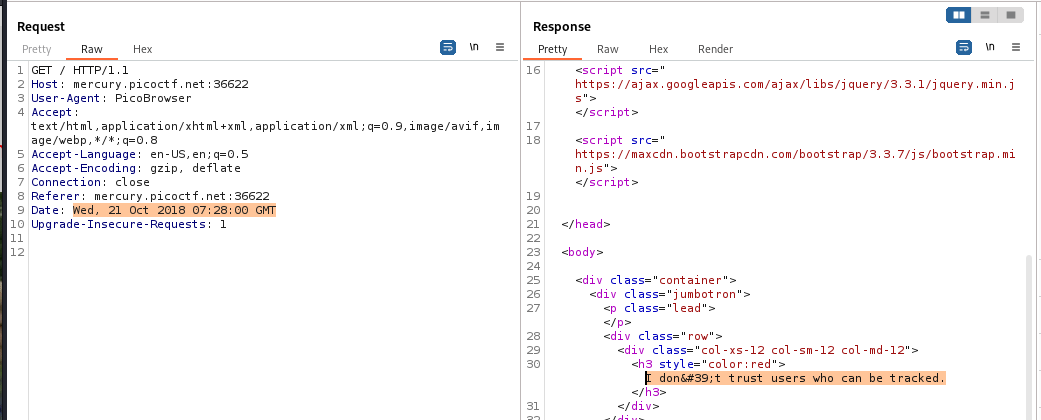 Request
Response
Pretty Raw Hex \n
Pretty Raw Hex Render \n
1 GET / HTTP/1.1
2 Host: mercury.picoctf.net:36622
3 User-Agent: PicoBrowser
4 Accept:
text/html,application/xhtml+xml,application/xml;q=0.9,image/avif,im
age/webp,*/*;q=0.8
5 Accept-Language: en-US,en;q=0.5
6 Accept-Encoding: gzip, deflate
7 Connection: close
8 Referer: mercury.picoctf.net:36622
9 Date: Wed, 21 Oct 2018 07:28:00 GMT
10 Upgrade-Insecure-Requests: 1
11
12
16 <script src="
https://ajax.googleapis.com/ajax/libs/jquery/3.3.1/jquery.min.j
s">
</script>
17
18 <script src="
https://maxcdn.bootstrapcdn.com/bootstrap/3.3.7/js/bootstrap.mi
n.js">
</script>
19
20
21 </head>
22
23 <body>
24
25 <div class="container">
26 <div class="jumbotron">
27 <p class="lead">
</p>
28 <div class="row">
29 <div class="col-xs-12 col-sm-12 col-md-12">
30 <h3 style="color:red">
I don&#39;t trust users who can be tracked.
</h3>
31 </div>